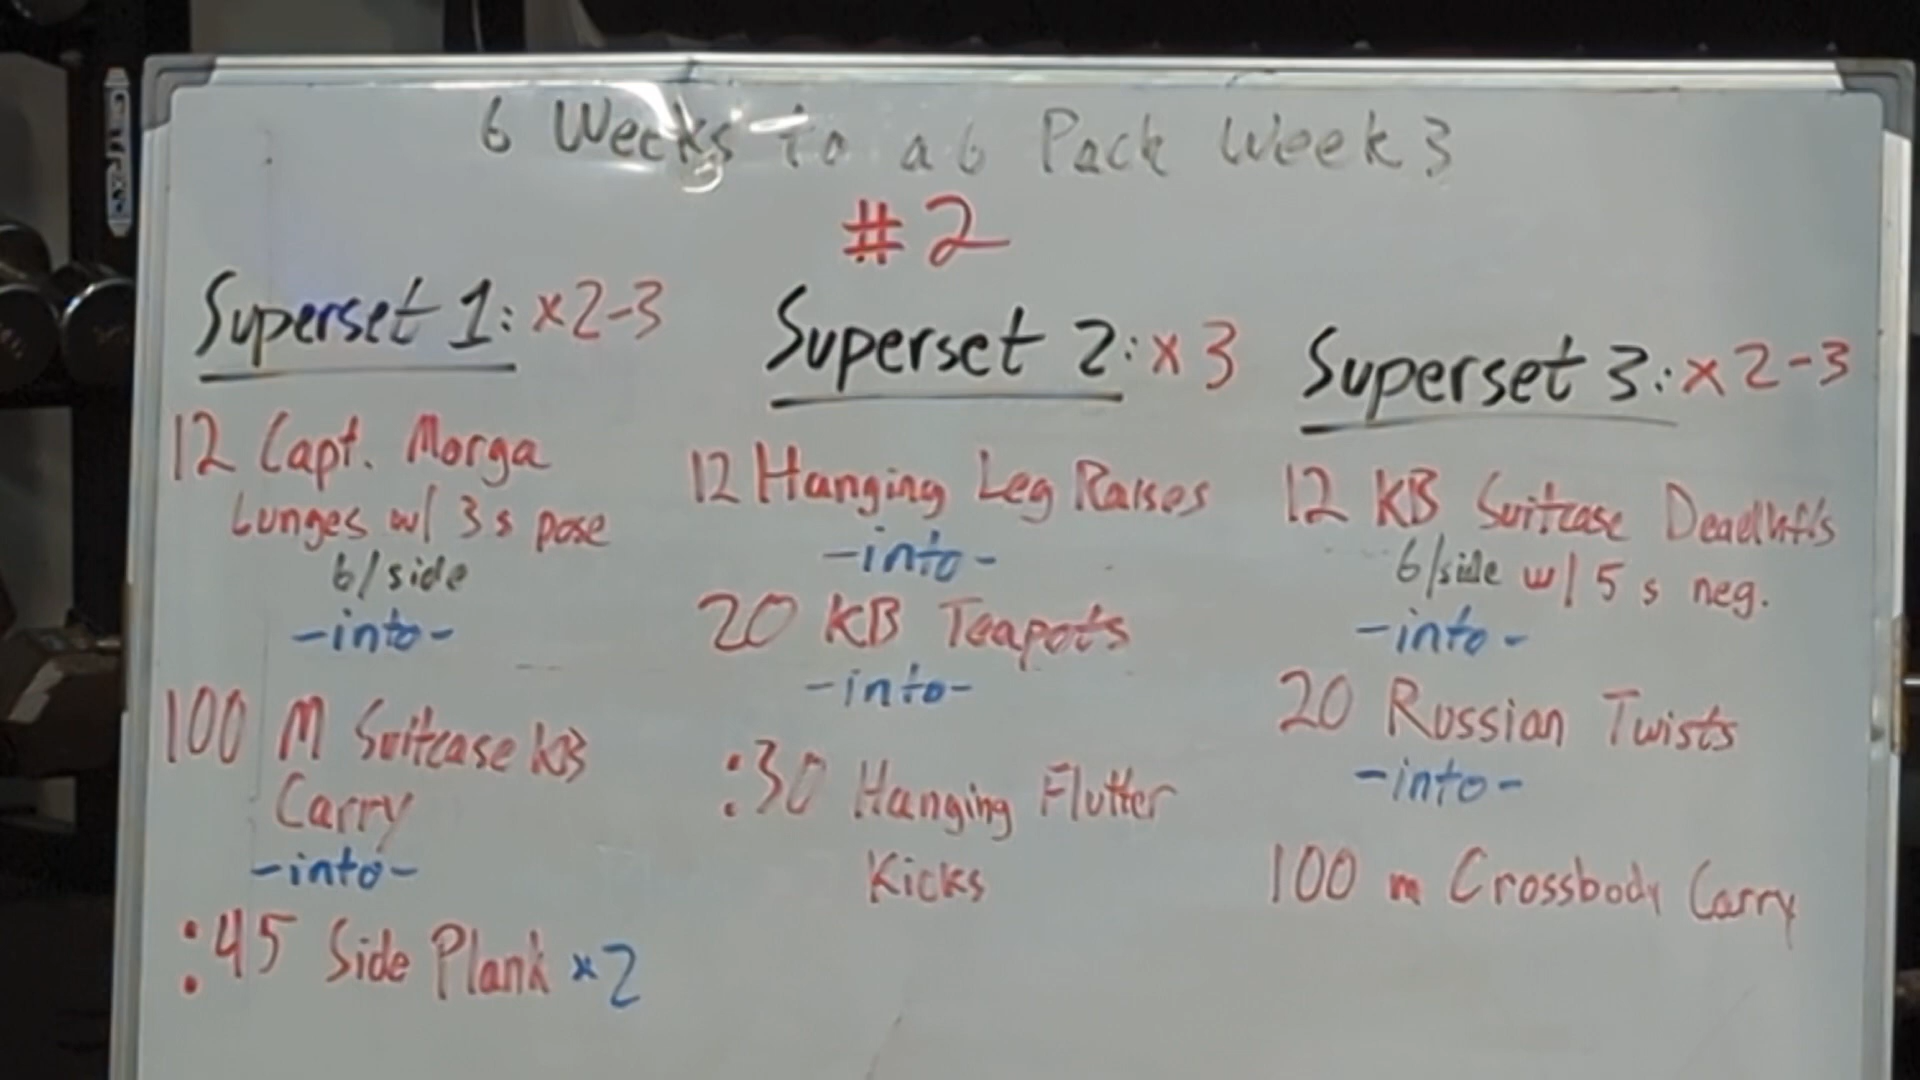 6 Weeks to a 6 Pack Week 3
#2
Superset 1: x2-3
12 Capt. Morga
Lunges w/ 3 s pose
6/side
-into-
100 M Suitcase KB
Carry
-into-
:45 Side Plank x2
Superset 2: x 3
12 Hanging Leg Raises
-into-
20 KB Teapots
-into-
:30 Hanging Flutter
Kicks
Superset 3: x 2-3
12 KB Suitcase Deadlifts
6/side w/ 5 s neg.
-into-
20 Russian Twists
-into-
100 m Crossbody Carry